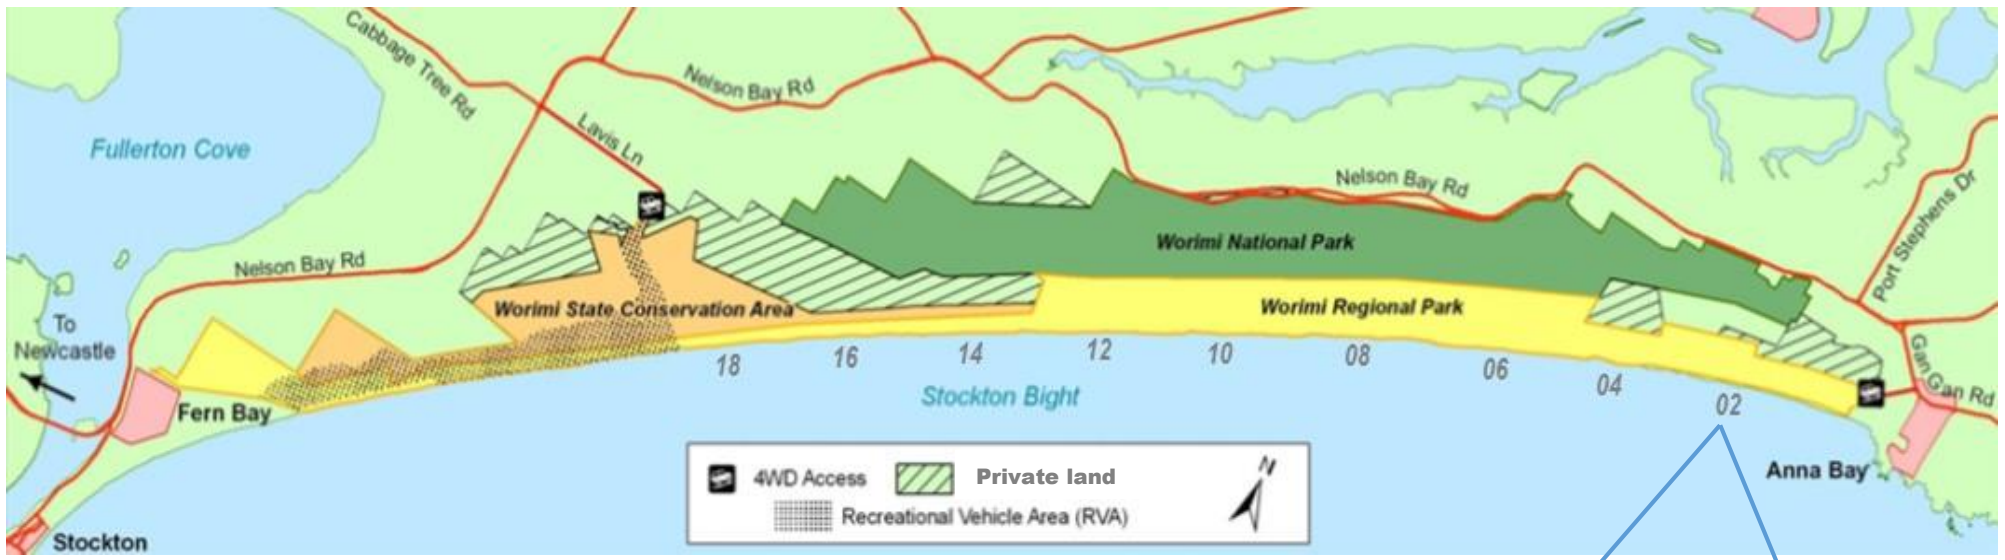 Cabbage Tree Rd
Nelson Bay Rd
Fullerton Cove
Lavis Ln
Nelson Bay Rd
Port Stephens Dr
Worimi National Park
Nelson Bay Rd
Worimi State Conservation Area
Worimi Regional Park
To
Newcastle
18
16
14
12
10
08
06
04
02
Gan Gan Rd
Fern Bay
Stockton Bight
Anna Bay
N
4WD Access
Private land
Recreational Vehicle Area (RVA)
Stockton